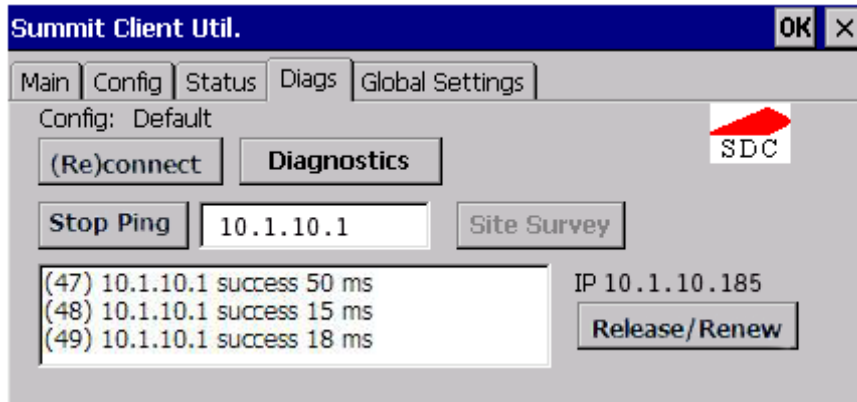 Summit Client Util. OK ×
Main Config Status Diags Global Settings
Config: Default
(Re)connect Diagnostics
SDC
Stop Ping 10.1.10.1 Site Survey
(47) 10.1.10.1 success 50 ms
(48) 10.1.10.1 success 15 ms
(49) 10.1.10.1 success 18 ms
IP 10.1.10.185
Release/Renew